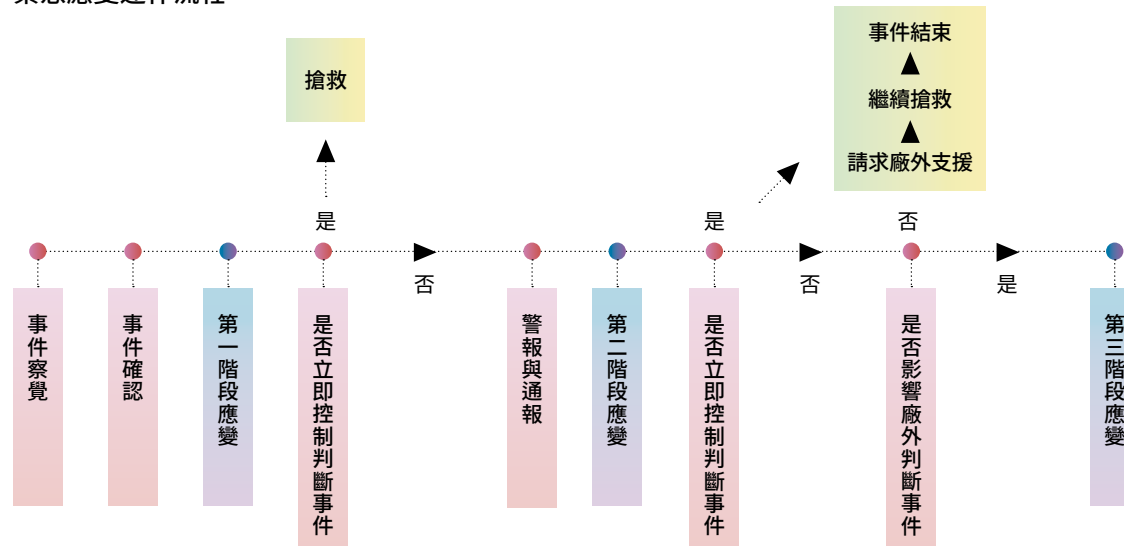 搶救
事件結束
繼續搶救
請求廠外支援
是
是
否
否
否
是
事件察覺
事件確認
第一階段應變
是否立即控制判斷事件
警報與通報
第二階段應變
是否立即控制判斷事件
是否影響廠外判斷事件
第三階段應變